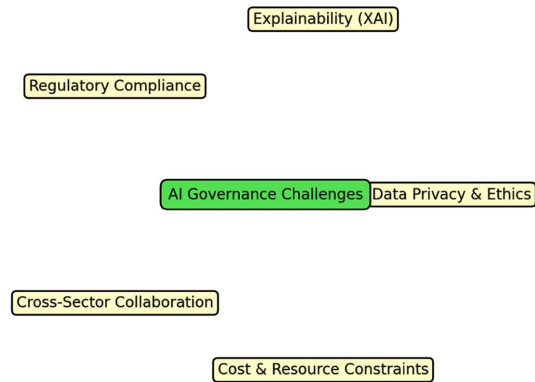 Explainability (XAI)
Regulatory Compliance
AI Governance Challenges
Data Privacy & Ethics
Cross-Sector Collaboration
Cost & Resource Constraints